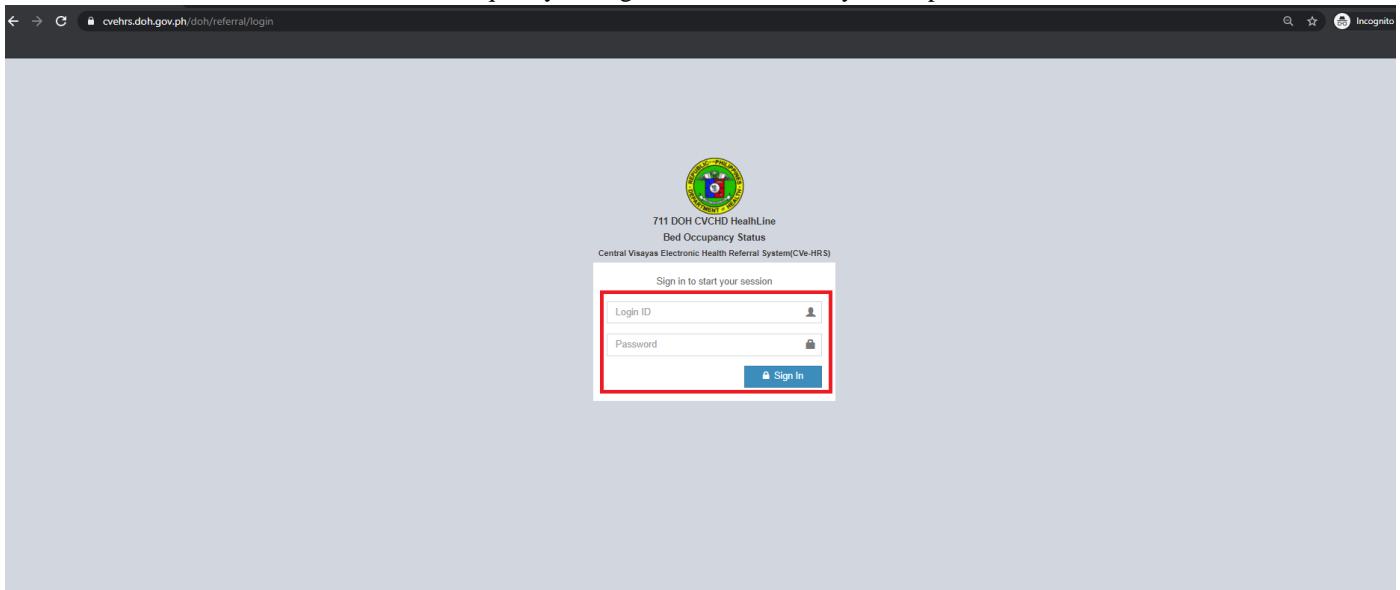 cvehrs.doh.gov.ph/doh/referral/login
Incognito
711 DOH CVCHD HealhLine
Bed Occupancy Status
Central Visayas Electronic Health Referral System(CVe-HRS)
Sign in to start your session
Login ID
Password
Sign In